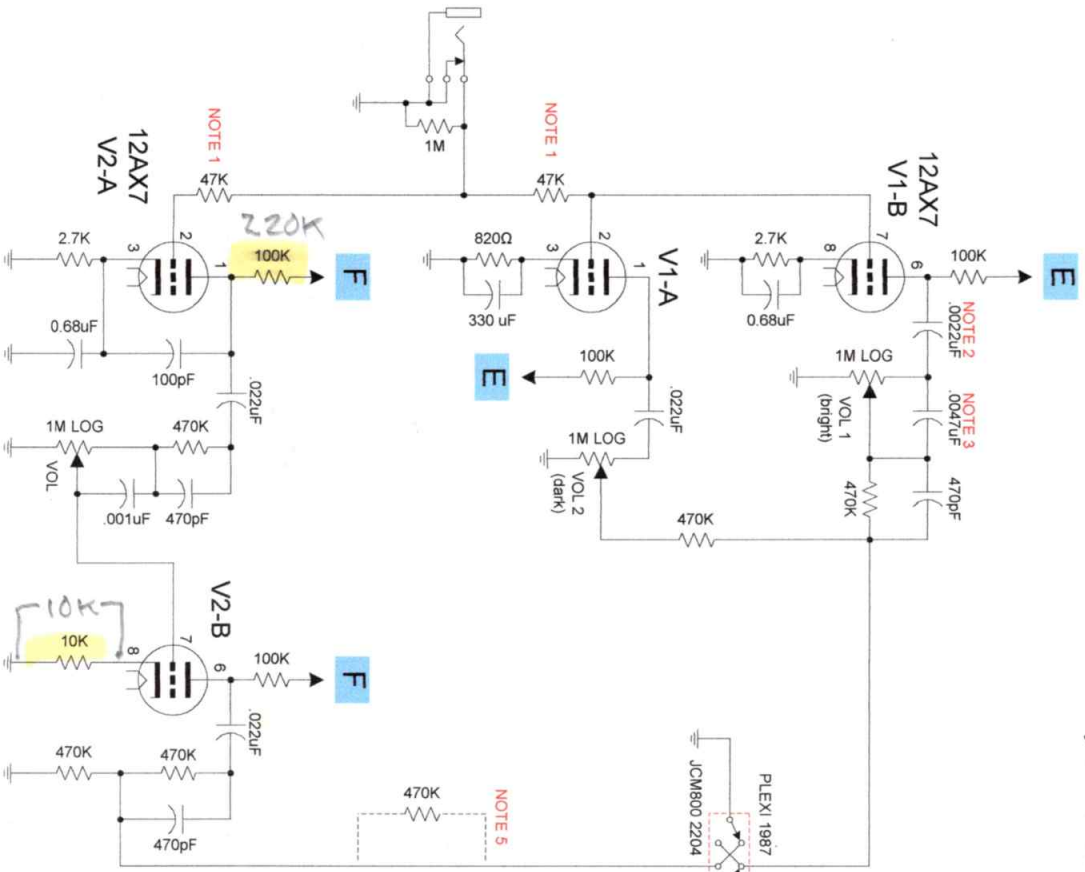 1M
NOTE 1
NOTE 1
12AX7
V2-A
47K
220K
100K
F
2
3
1
2.7K
0.68uF
100pF
.022uF
1M LOG
470K
VOL
.001uF
470pF
47K
V1-A
820Ω
2
3
1
330 uF
100K
E
.022uF
1M LOG
VOL 2
(dark)
470K
12AX7
V1-B
7
8
6
2.7K
0.68uF
100K
E
NOTE 2
.0022uF
1M LOG
VOL 1
(bright)
NOTE 3
.0047uF
470K
470pF
V2-B
10K
10K
7
8
6
100K
F
.022uF
470K
470K
470pF
NOTE 5
470K
PLEXI 1987
JCM800 2204